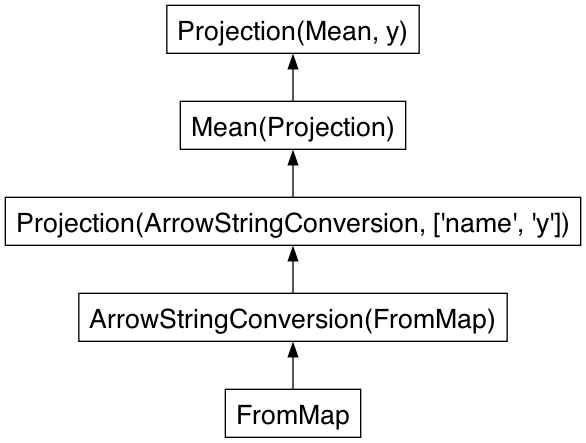 Projection(Mean, y)
Mean(Projection)
Projection(ArrowStringConversion, ['name', 'y'])
ArrowStringConversion(FromMap)
FromMap